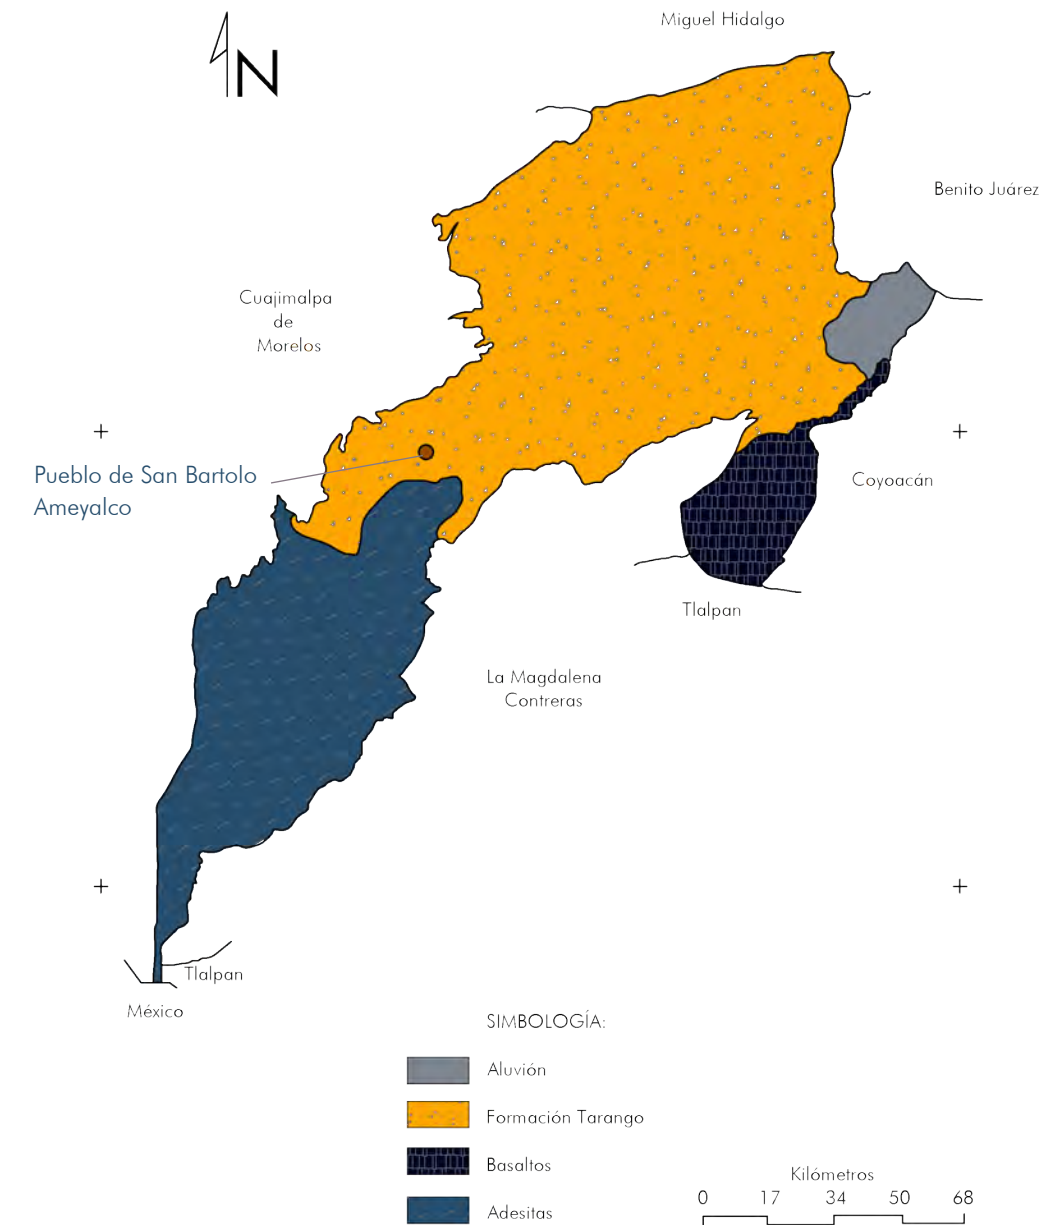 N
Miguel Hidalgo
Benito Juárez
Cuajimalpa
de
Morelos
Pueblo de San Bartolo
Ameyalco
Coyoacán
Tlalpan
La Magdalena
Contreras
Tlalpan
México
SIMBOLOGÍA:
Aluvión
Formación Tarango
Basaltos
Adesitas
Kilómetros
0 17 34 50 68